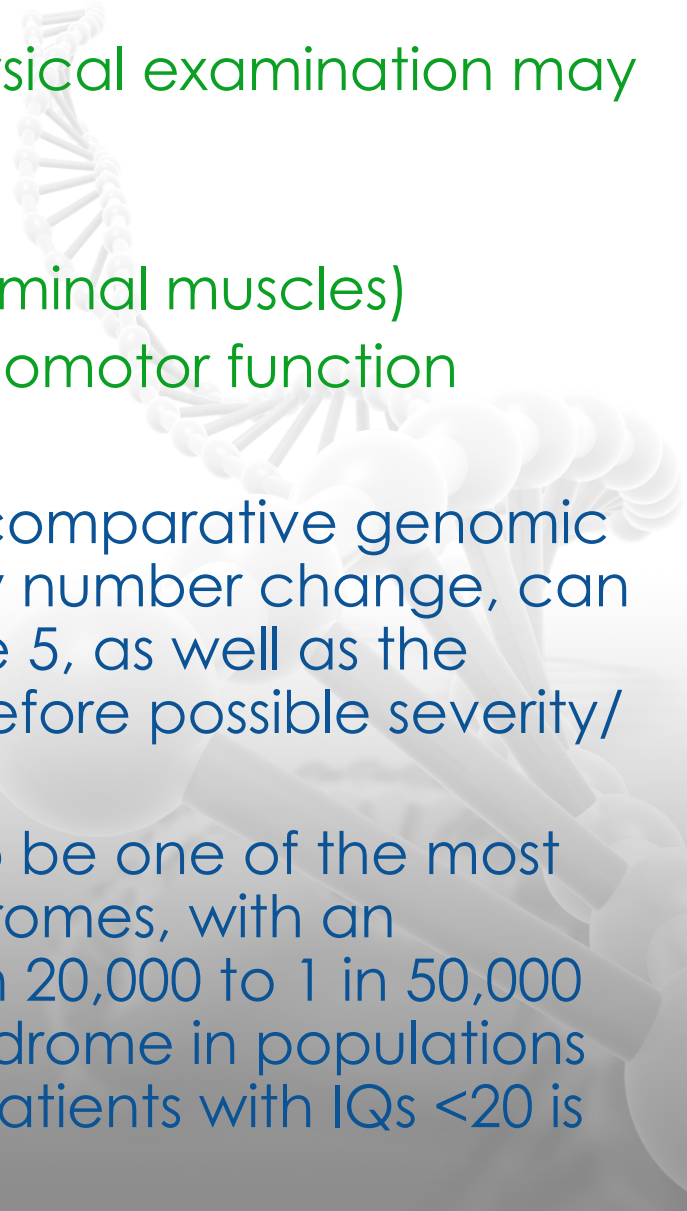 sical examination may
minal muscles)
omotor function
comparative genomic
number change, can
5, as well as the
efore possible severity/
be one of the most
romes, with an
20,000 to 1 in 50,000
drome in populations
atients with IQs <20 is